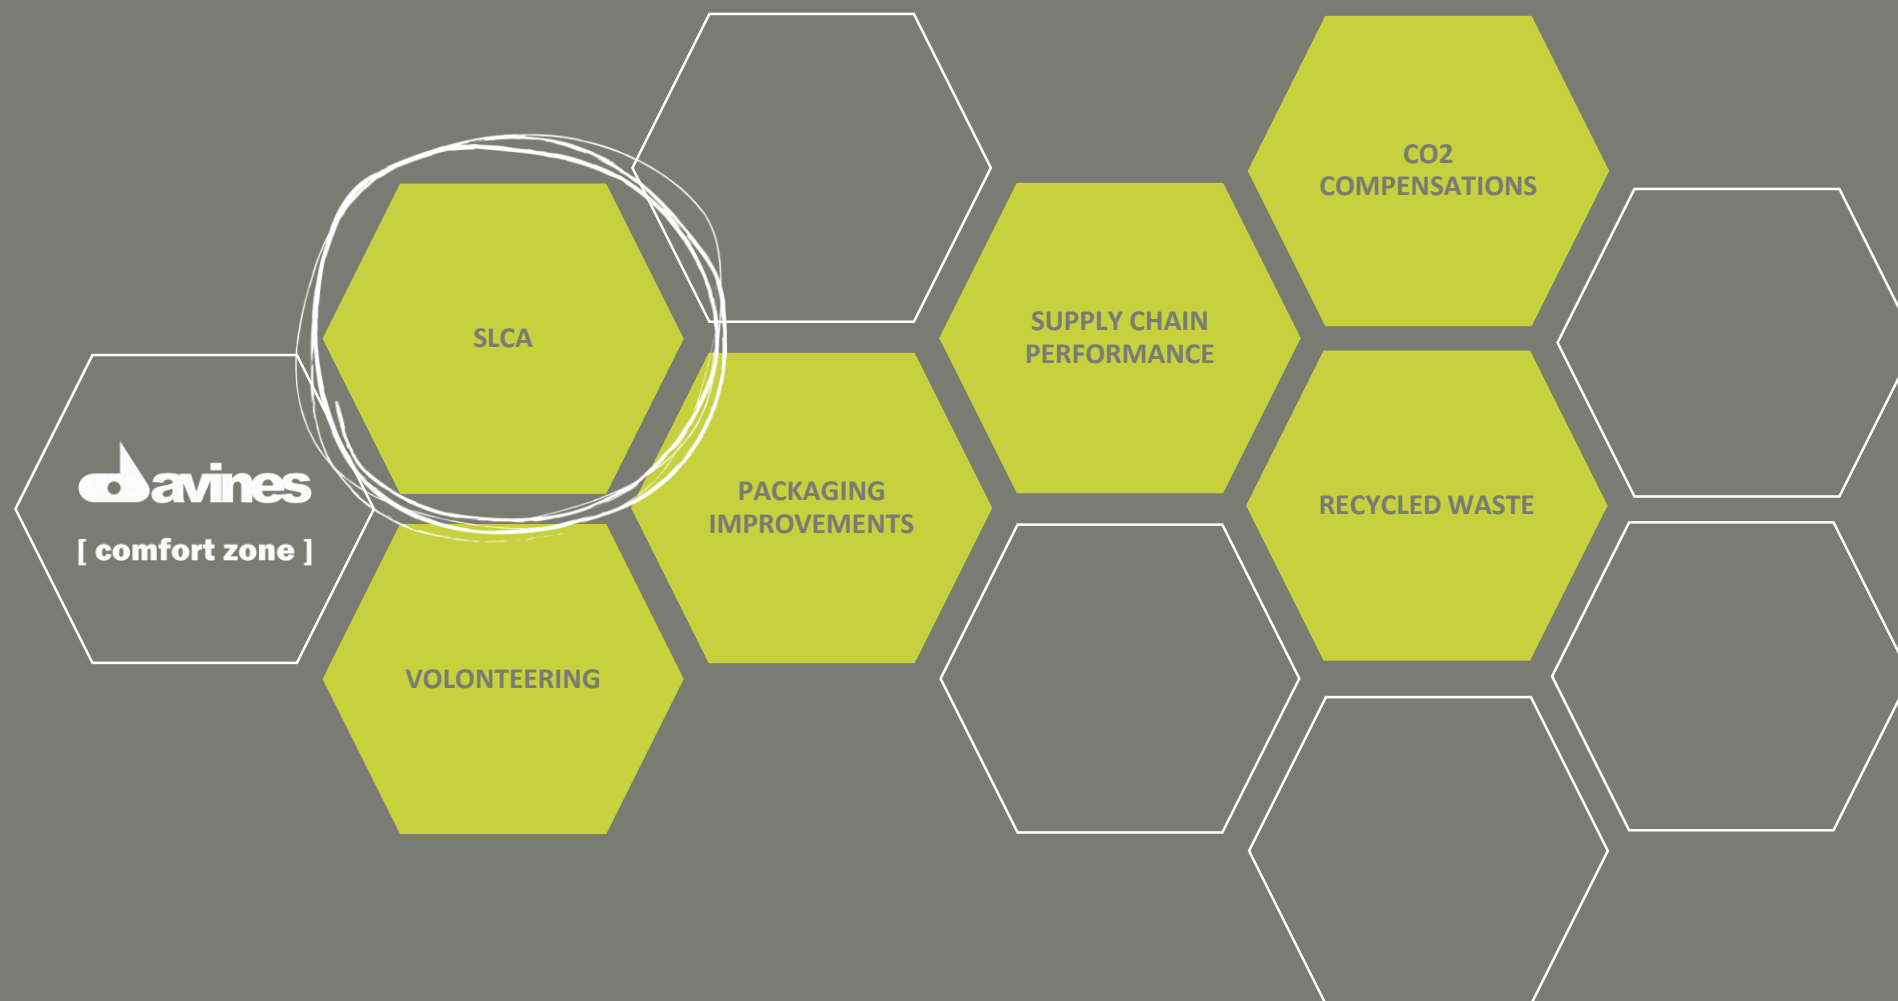 davines
[ comfort zone ]
SLCA
VOLONTEERING
PACKAGING
IMPROVEMENTS
SUPPLY CHAIN
PERFORMANCE
CO2
COMPENSATIONS
RECYCLED WASTE